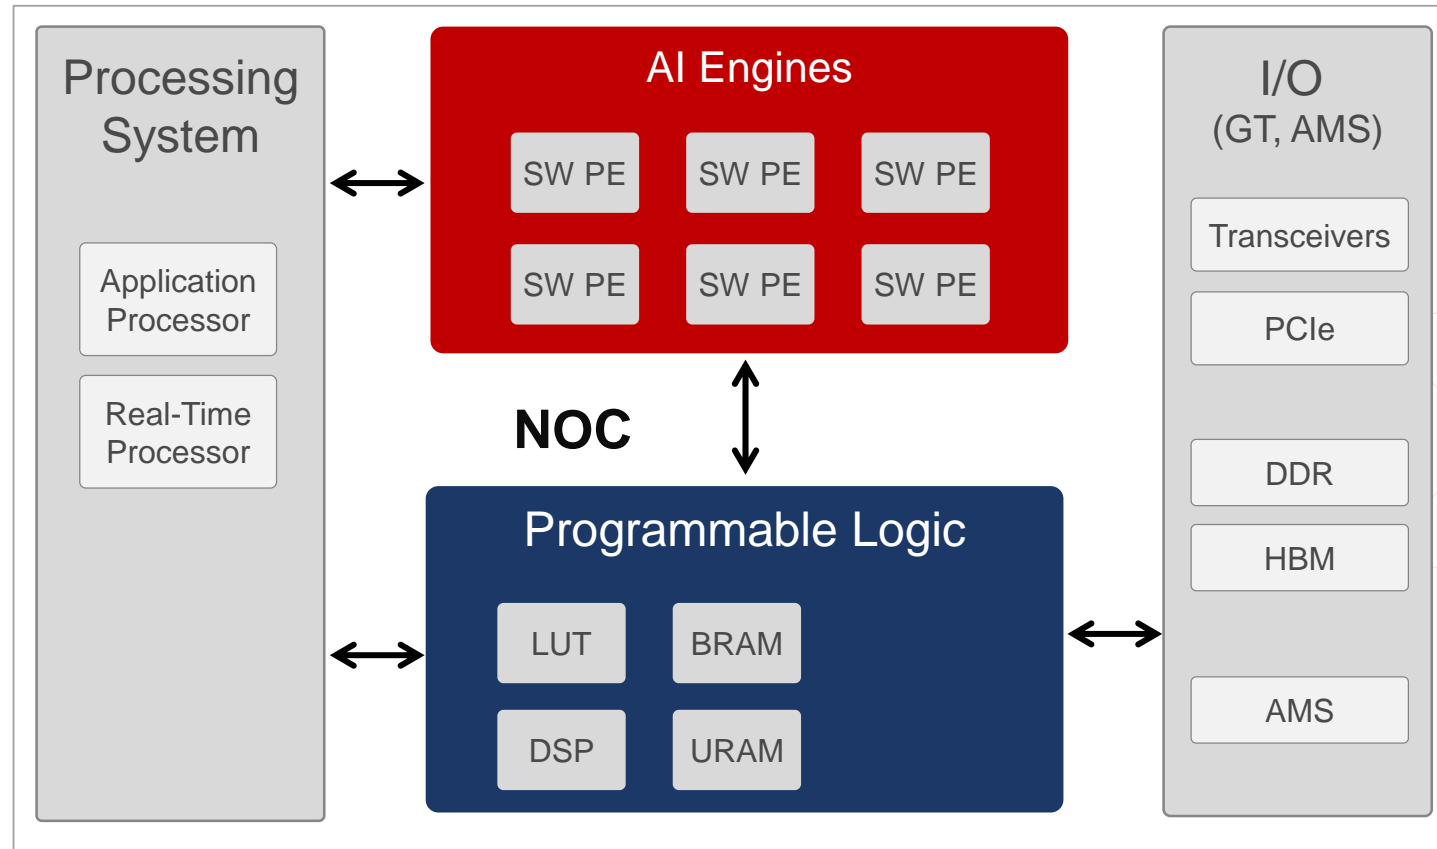 Processing
System
Application
Processor
Real-Time
Processor
AI Engines
SW PE
SW PE
SW PE
SW PE
SW PE
SW PE
NOC
Programmable Logic
LUT
BRAM
DSP
URAM
I/O
(GT, AMS)
Transceivers
PCIe
DDR
HBM
AMS